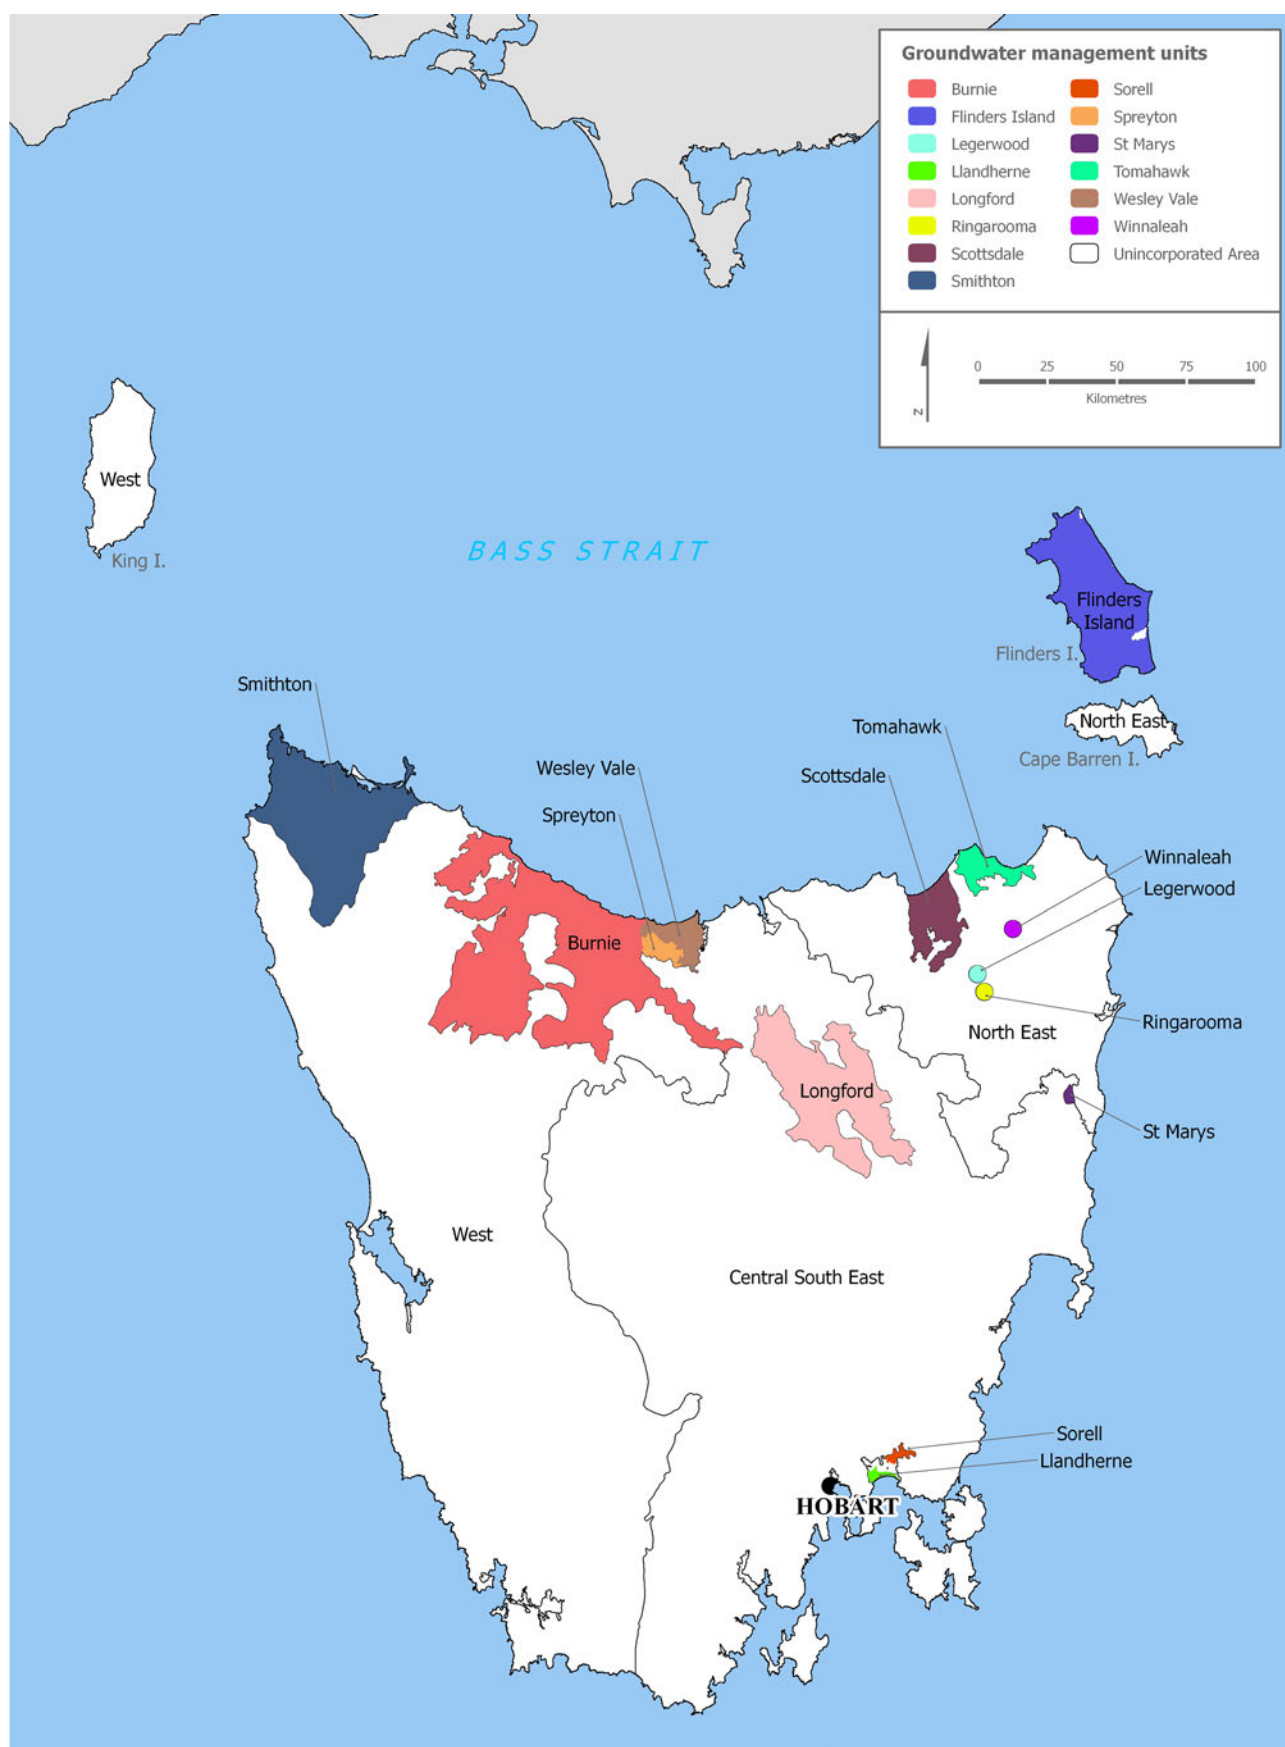 Groundwater management units
Burnie
Flinders Island
Legerwood
Llandherne
Longford
Ringarooma
Scottsdale
Smithton
Sorell
Spreyton
St Marys
Tomahawk
Wesley Vale
Winnaleah
Unincorporated Area
N
0 25 50 75 100
Kilometres
West
King I.
BASS STRAIT
Flinders
Island
Flinders I.
North East
Cape Barren I.
Smithton
Tomahawk
Wesley Vale
Scottsdale
Spreyton
Winnaleah
Legerwood
Burnie
Ringarooma
North East
Longford
St Marys
West
Central South East
Sorell
Llandherne
HOBART